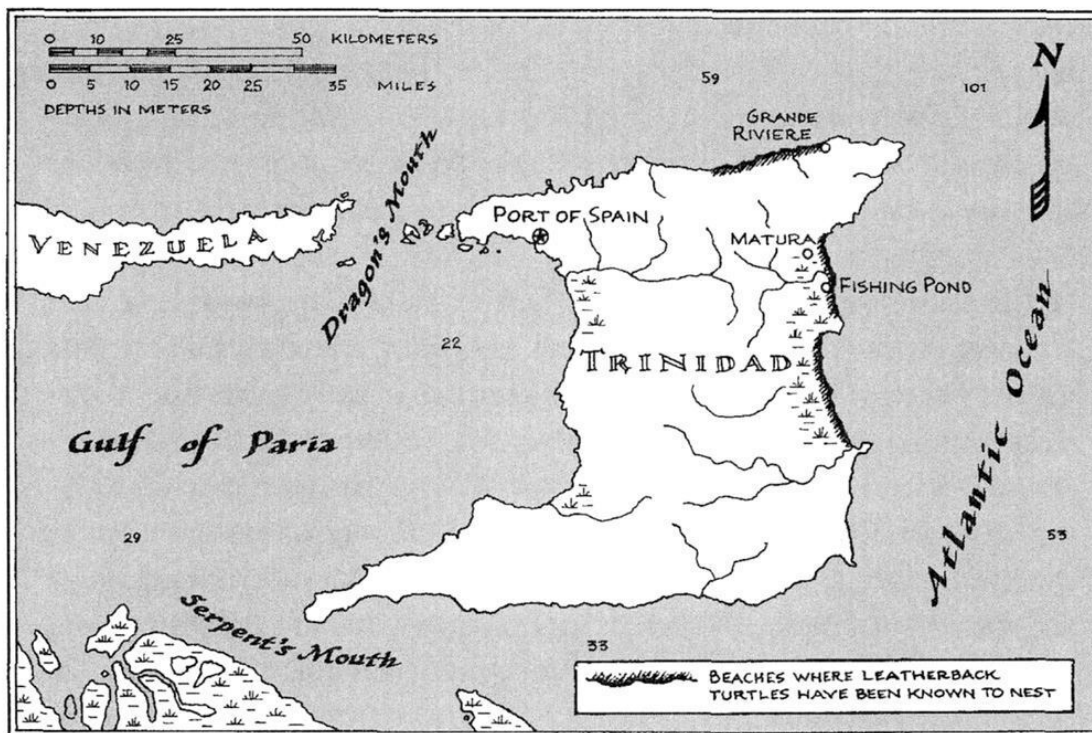 0 10 25 50 KILOMETERS
0 5 10 15 20 25 35 MILES
DEPTHS IN METERS
59
101
N
GRANDE
RIVIERE
Dragon's Mouth
PORT OF SPAIN
VENEZUELA
MATURA
FISHING POND
22
TRINIDAD
Atlantic Ocean
Gulf of Paria
29
53
Serpent's Mouth
33
BEACHES WHERE LEATHERBACK
TURTLES HAVE BEEN KNOWN TO NEST